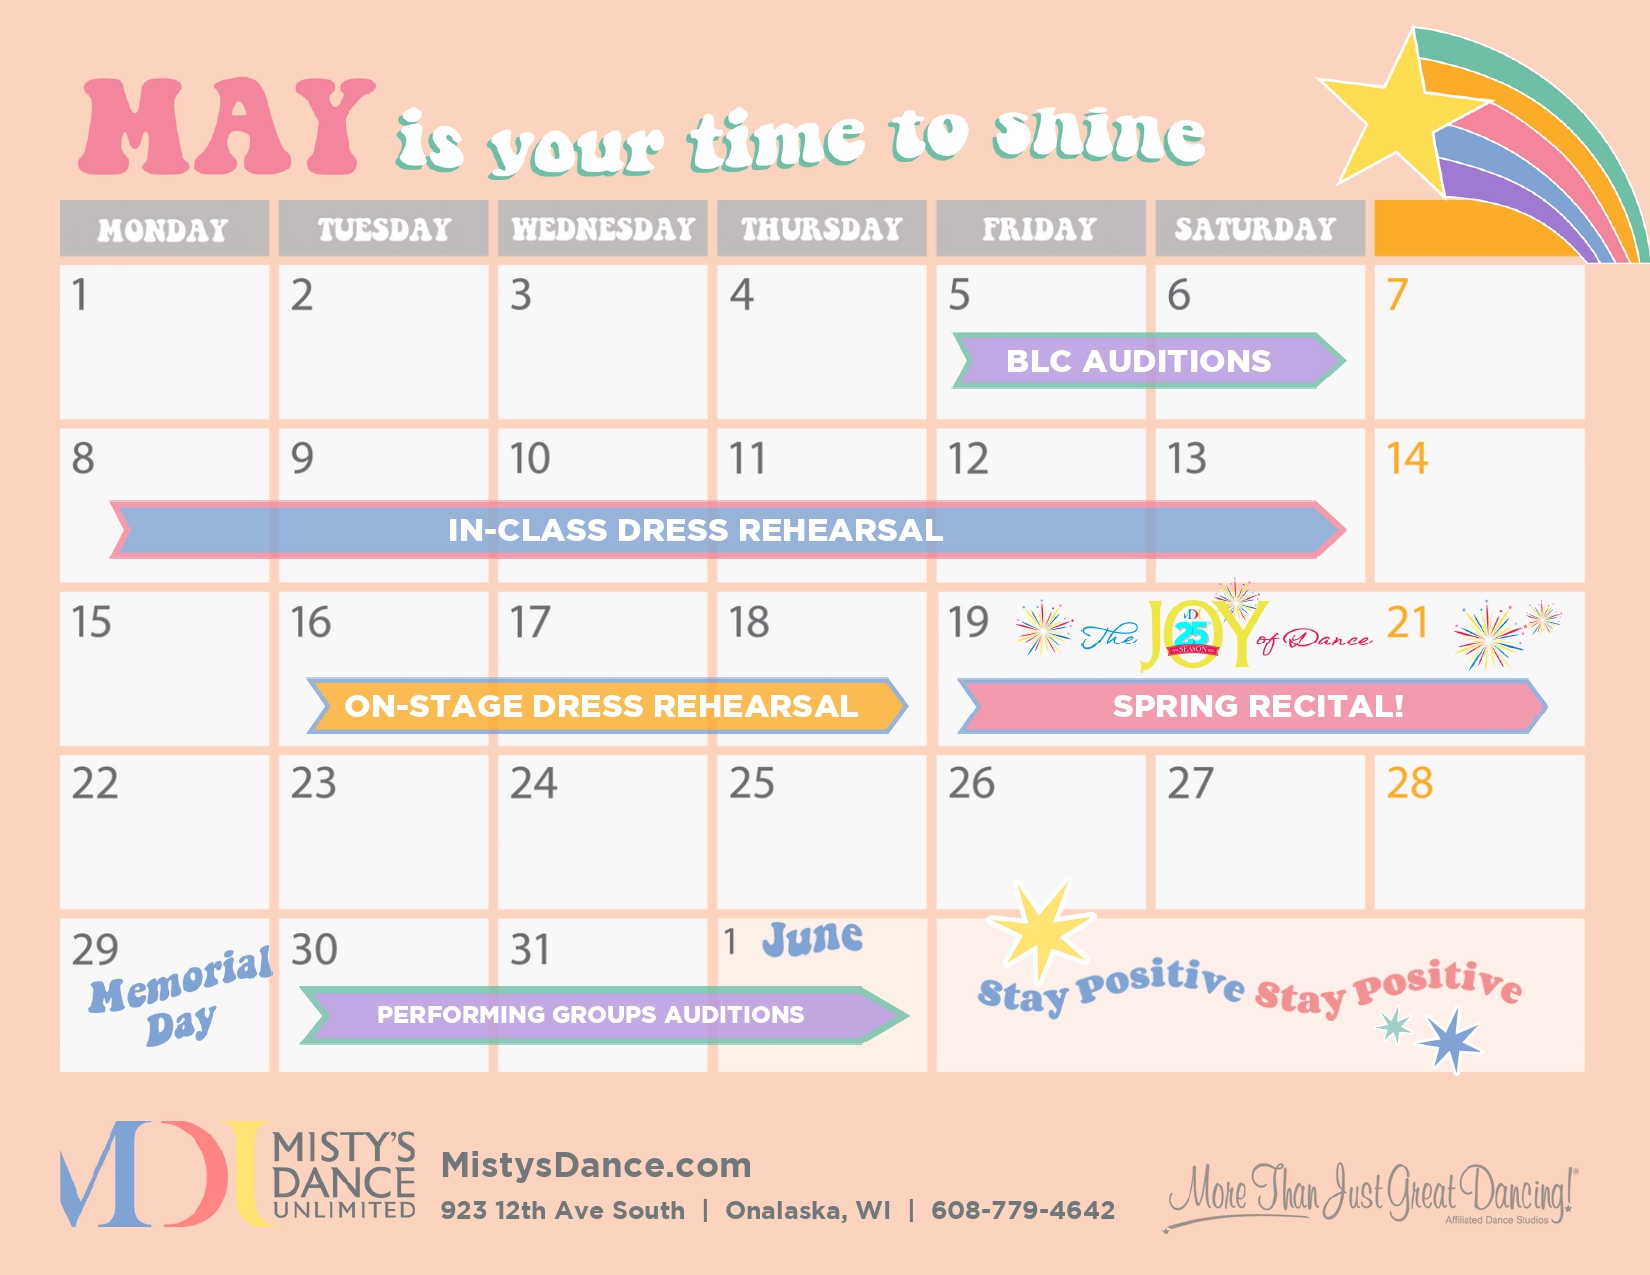 MAY is your time to shine
MONDAY TUESDAY WEDNESDAY THURSDAY FRIDAY SATURDAY
1 2 3 4 5 6 7
BLC AUDITIONS
8 9 10 11 12 13 14
IN-CLASS DRESS REHEARSAL
15 16 17 18 19 The JOY of Dance 21
MDI
25
SEASON
ON-STAGE DRESS REHEARSAL SPRING RECITAL!
22 23 24 25 26 27 28
29 30 31 1 June
Memorial
Day
Stay Positive Stay Positive
PERFORMING GROUPS AUDITIONS
MDU MISTY'S
DANCE
UNLIMITED
MistysDance.com
923 12th Ave South | Onalaska, WI | 608-779-4642
More Than Just Great Dancing!®
Affiliated Dance Studios